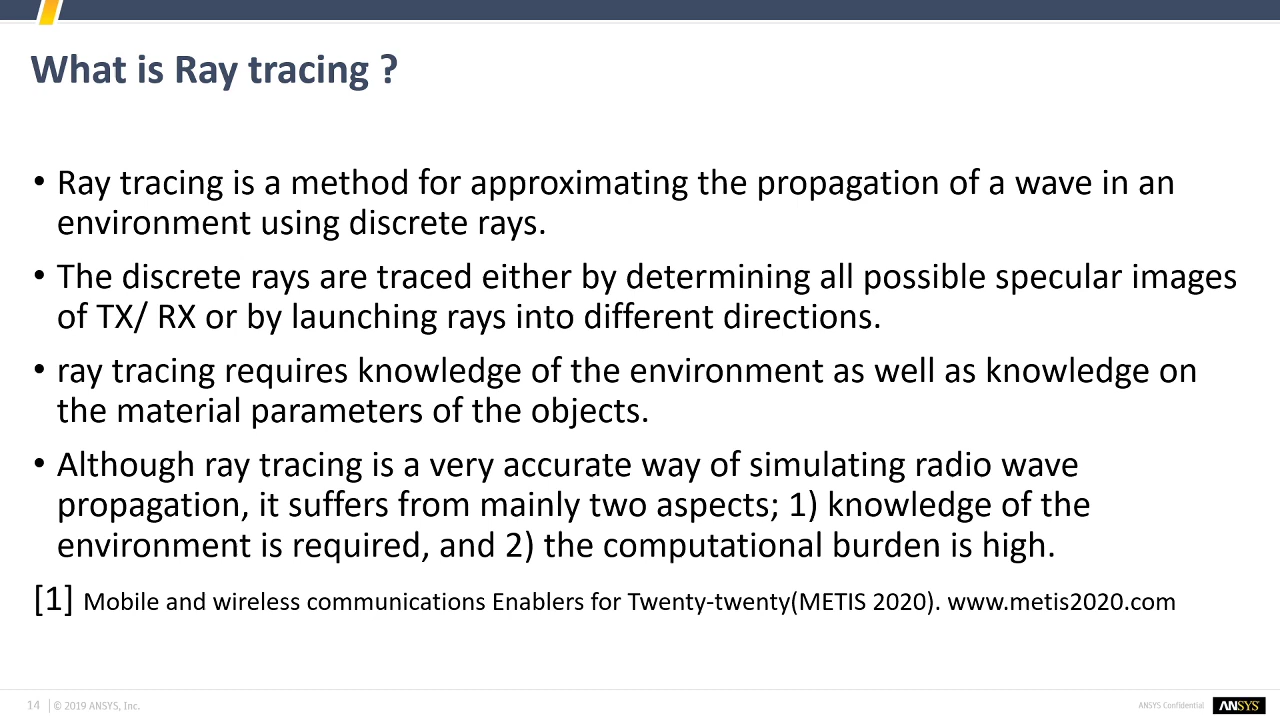 What is Ray tracing ?
• Ray tracing is a method for approximating the propagation of a wave in an
environment using discrete rays.
• The discrete rays are traced either by determining all possible specular images
of TX/ RX or by launching rays into different directions.
• ray tracing requires knowledge of the environment as well as knowledge on
the material parameters of the objects.
• Although ray tracing is a very accurate way of simulating radio wave
propagation, it suffers from mainly two aspects; 1) knowledge of the
environment is required, and 2) the computational burden is high.
[1] Mobile and wireless communications Enablers for Twenty-twenty(METIS 2020). www.metis2020.com
14 © 2019 ANSYS, Inc. ANSYS Confidential ANSYS